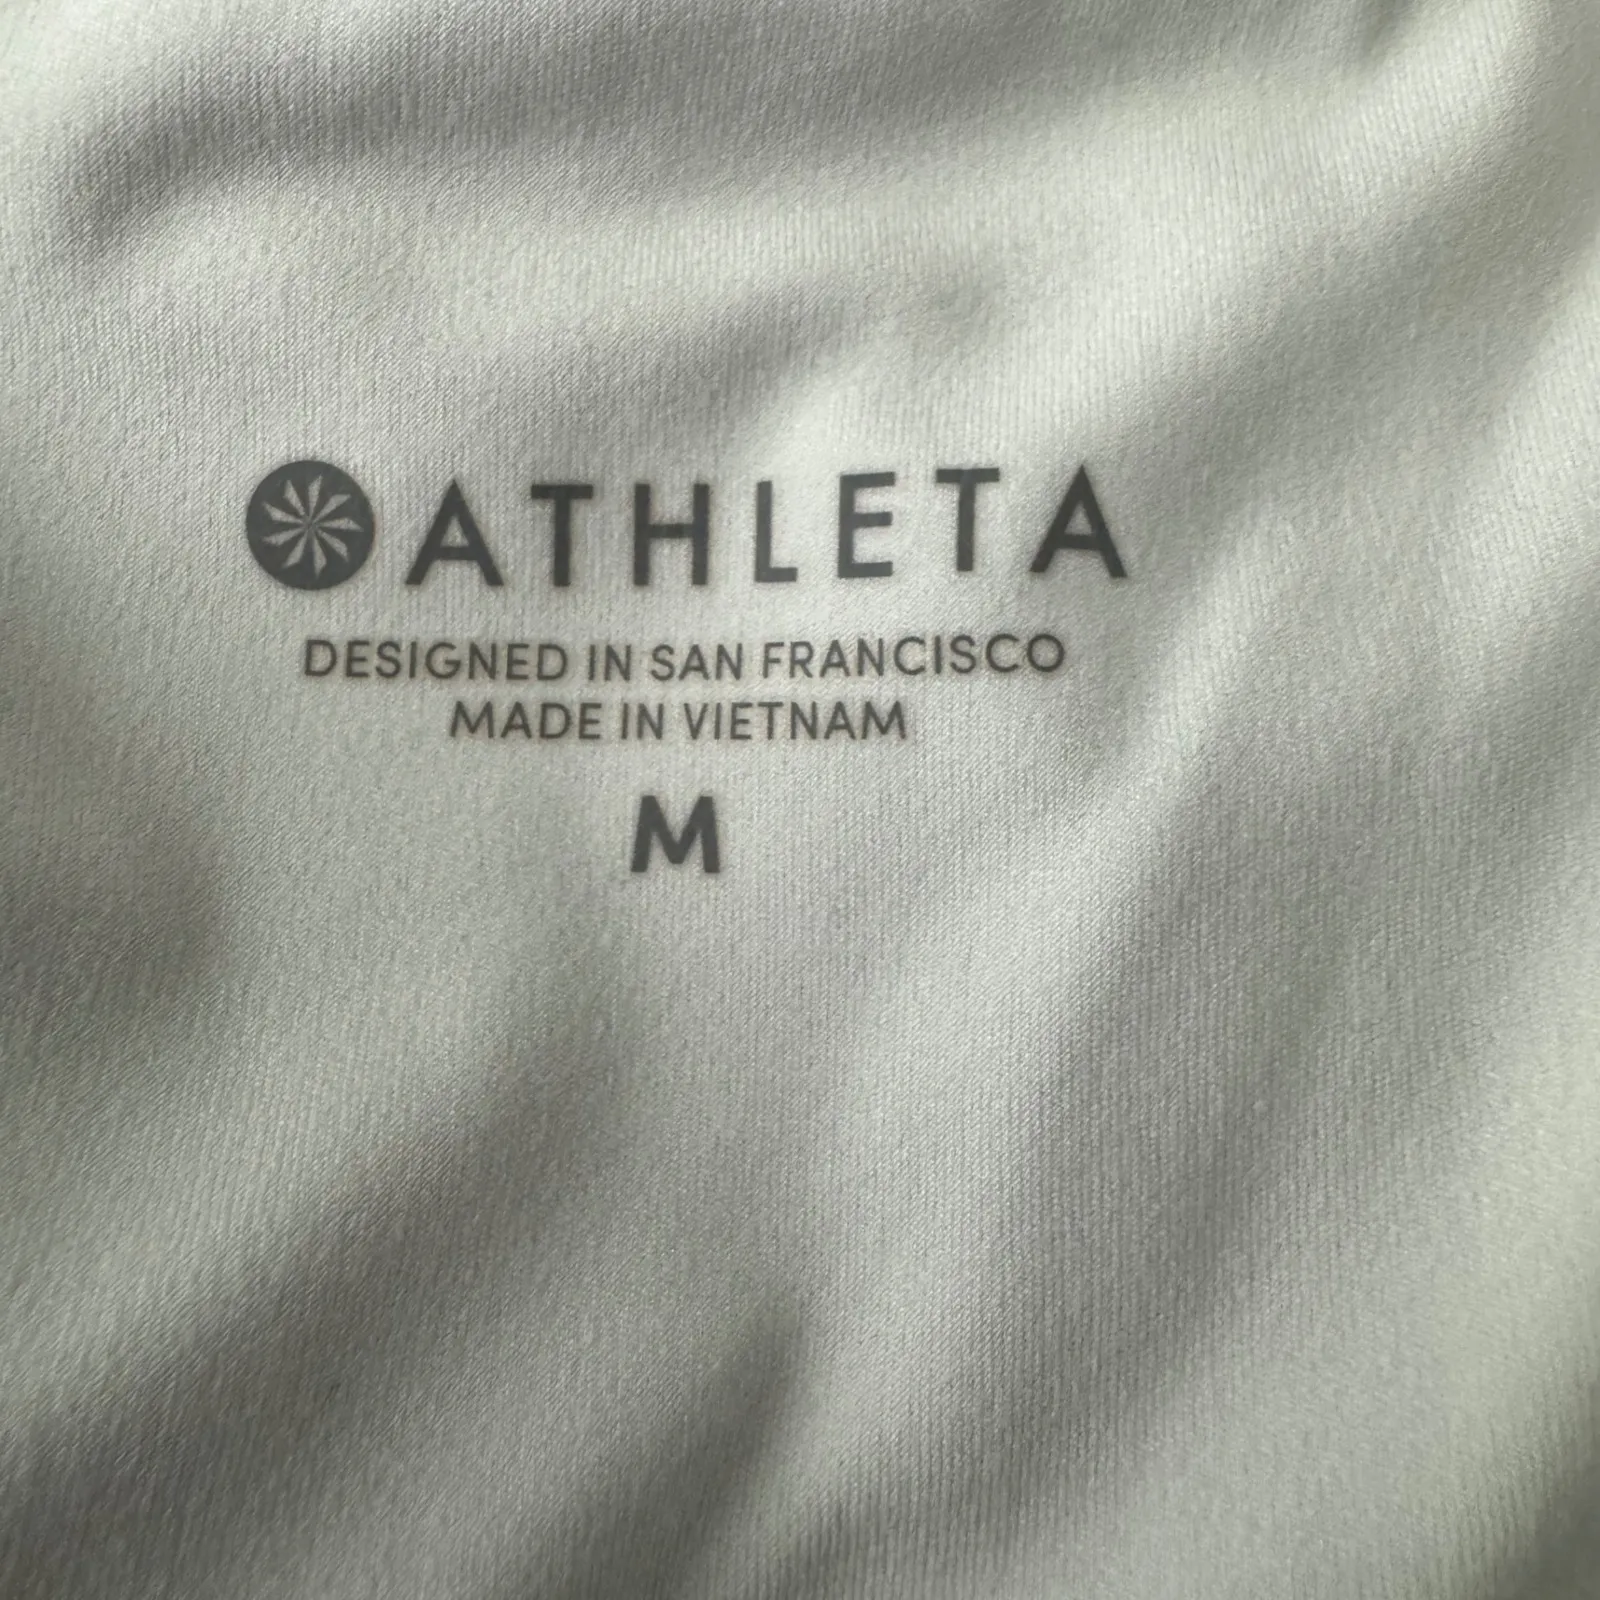 ATHLETA
DESIGNED IN SAN FRANCISCO
MADE IN VIETNAM
M